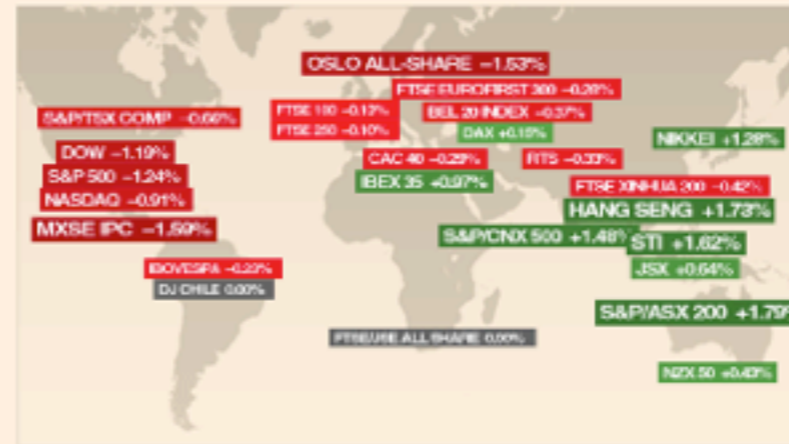 OSLO ALL-SHARE −1.53%
FTSE EUROFIRST 300 −0.28%
S&P/TSX COMP −0.66%
FTSE 100 −0.13%
BEL 20 INDEX −0.37%
FTSE 250 −0.10%
DAX +0.15%
NIKKEI +1.28%
DOW −1.19%
CAC 40 −0.29%
RTS −0.33%
S&P 500 −1.24%
IBEX 35 +0.97%
FTSE XINHUA 200 −0.42%
NASDAQ −0.91%
HANG SENG +1.73%
MXSE IPC −1.59%
S&P/CNX 500 +1.48%
STI +1.62%
IBOVESPA −0.23%
JSX +0.64%
DJ CHILE 0.00%
S&P/ASX 200 +1.79%
FTSE/JSE ALL SHARE 0.00%
NZX 50 +0.43%